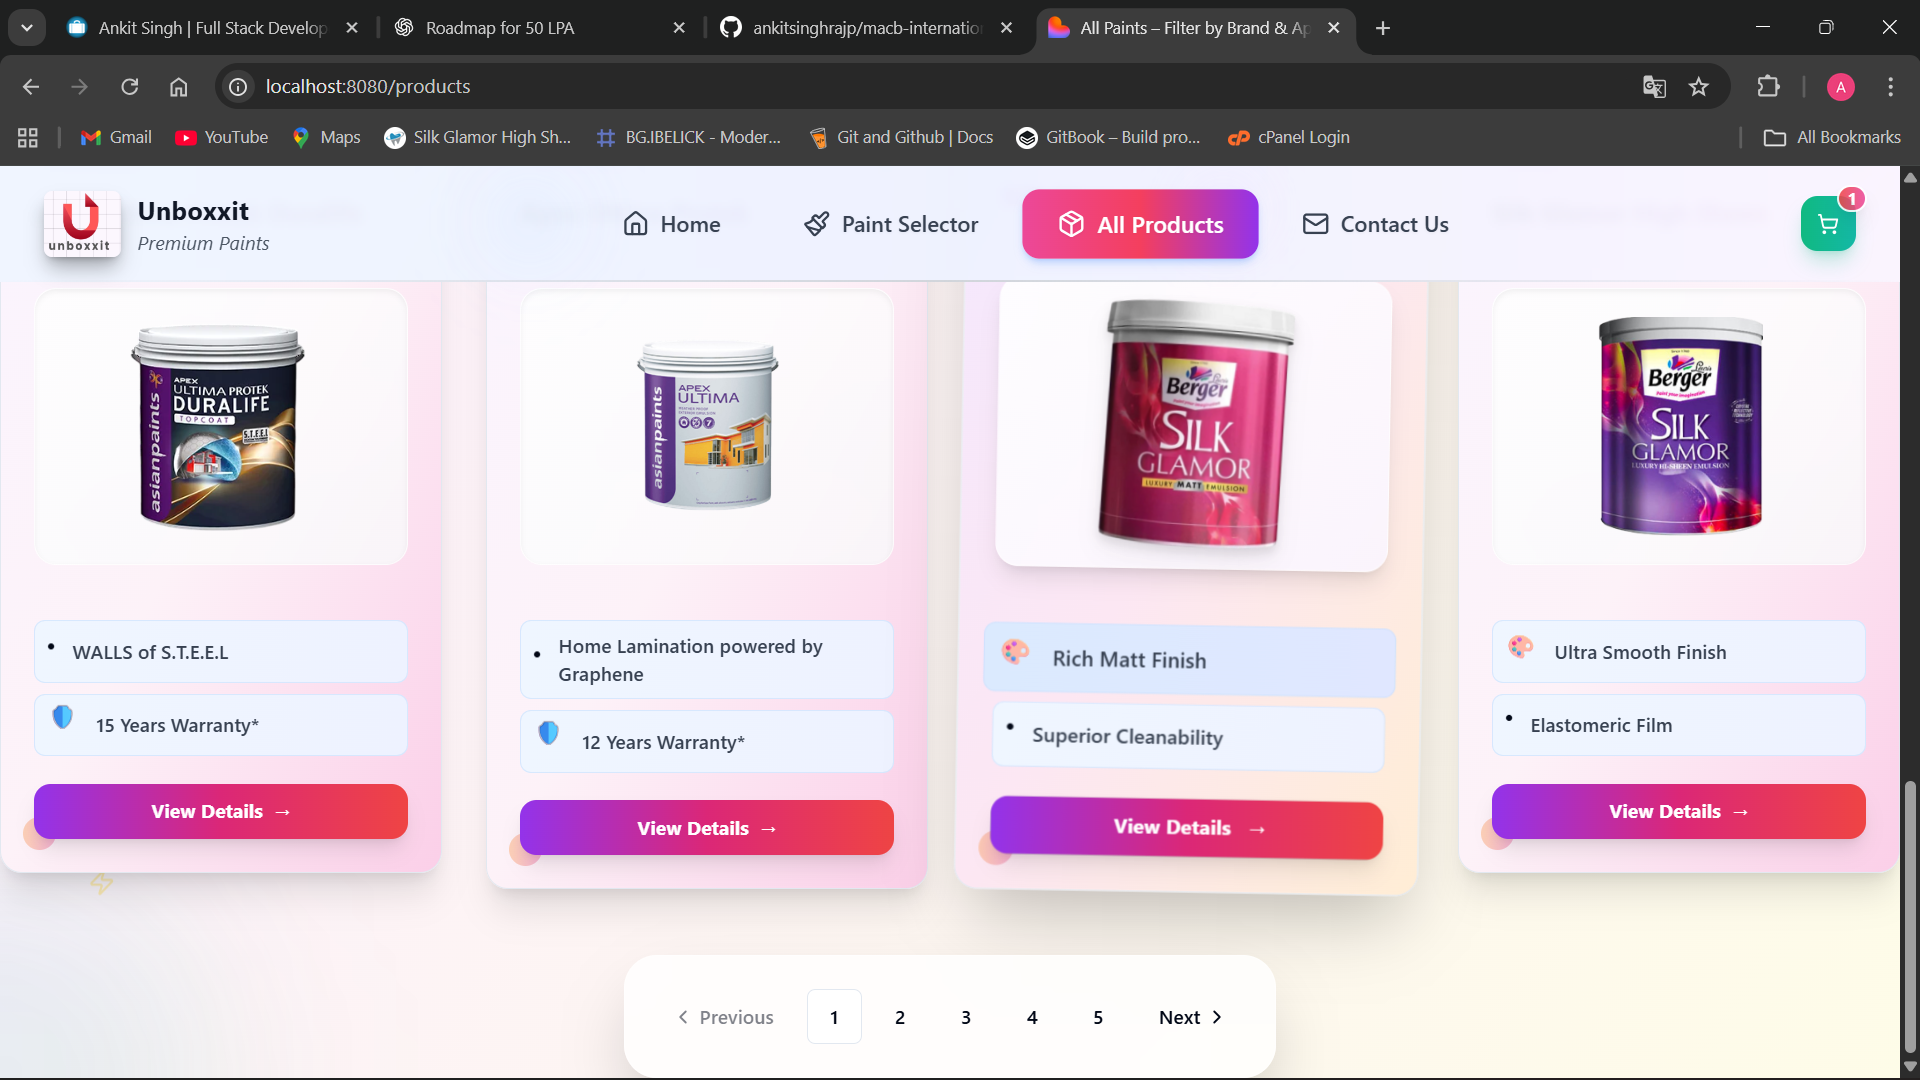 Ankit Singh | Full Stack Develop
Roadmap for 50 LPA
ankitsinghrajp/macb-internatio
All Paints – Filter by Brand & Ap
localhost:8080/products
A
Gmail
YouTube
Maps
Silk Glamor High Sh...
BG.IBELICK - Moder...
Git and Github | Docs
GitBook – Build pro...
cPanel Login
All Bookmarks
unboxxit
Unboxxit
Premium Paints
Home
Paint Selector
All Products
Contact Us
1
asianpaints
APEX
ULTIMA PROTEK
DURALIFE
TOPCOAT
S.T.E.E.L
asianpaints
APEX
ULTIMA
Berger
SILK
GLAMOR
LUXURY MATT EMULSION
Berger
SILK
GLAMOR
LUXURY HI-SHEEN EMULSION
• WALLS of S.T.E.E.L
15 Years Warranty*
View Details →
• Home Lamination powered by
Graphene
12 Years Warranty*
View Details →
Rich Matt Finish
• Superior Cleanability
View Details →
Ultra Smooth Finish
• Elastomeric Film
View Details →
Previous
1
2
3
4
5
Next